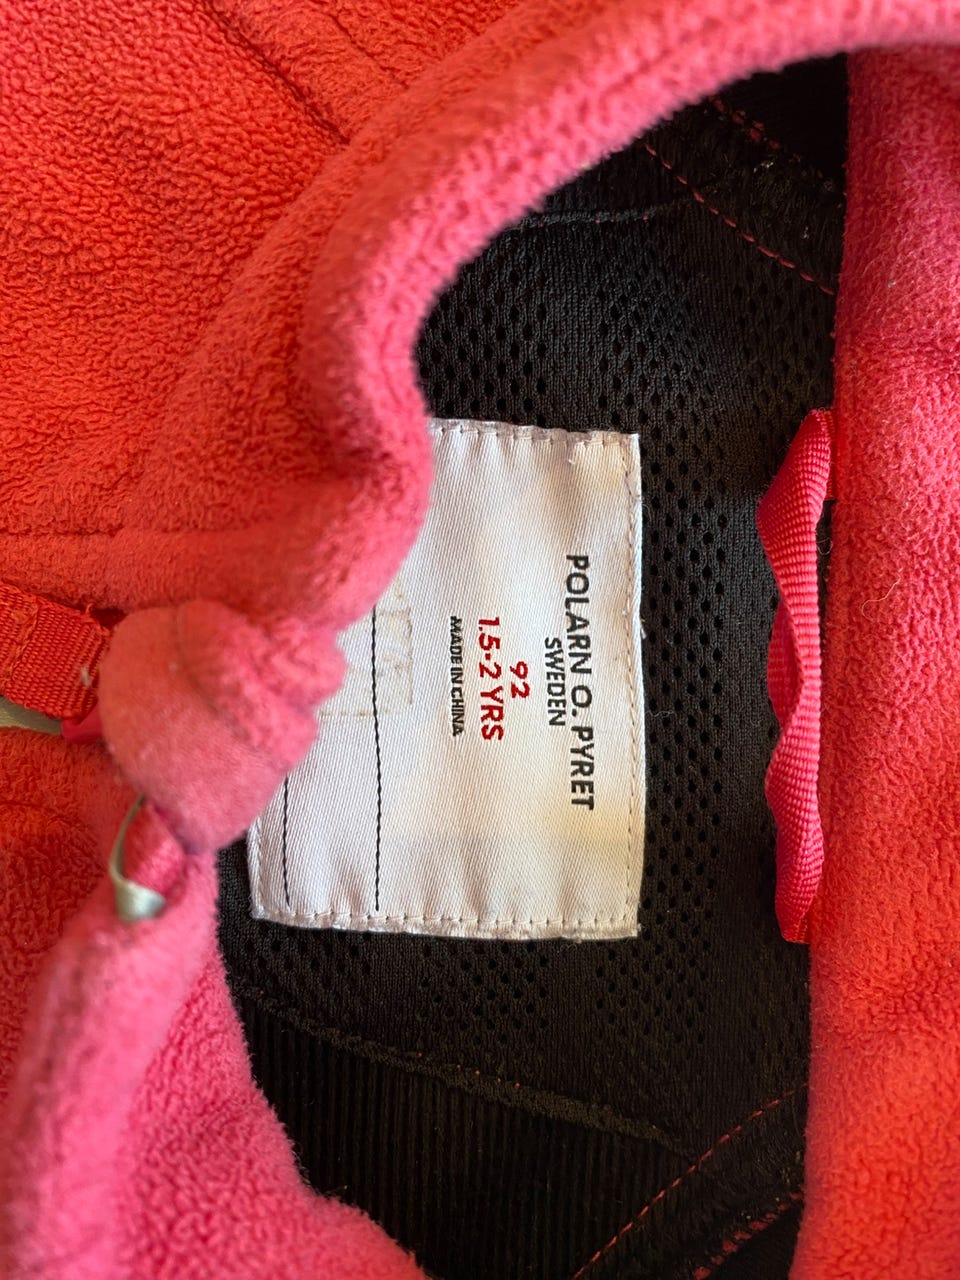 POLARN O. PYRET
SWEDEN
92
1.5-2 YRS
MADE IN CHINA